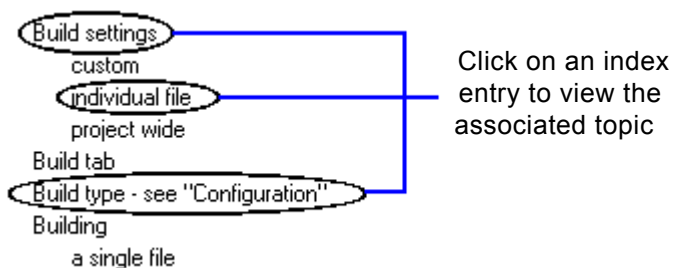 Build settings
custom
individual file
project wide
Build tab
Build type - see "Configuration"
Building
a single file
Click on an index
entry to view the
associated topic